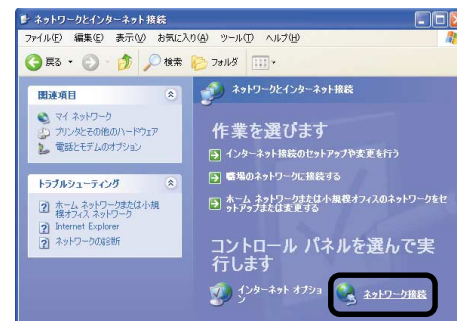 ネットワークとインターネット接続
ファイル(F) 編集(E) 表示(V) お気に入り(A) ツール(T) ヘルプ(H)
戻る 検索 フォルダ
関連項目
マイ ネットワーク
プリンタとその他のハードウェア
電話とモデムのオプション
トラブルシューティング
ホーム ネットワークまたは小規
模オフィス ネットワーク
Internet Explorer
ネットワークの診断
ネットワークとインターネット接続
作業を選びます
インターネット接続のセットアップや変更を行う
職場のネットワークに接続する
ホーム ネットワークまたは小規模オフィスのネットワークをセ
ットアップまたは変更する
コントロール パネルを選んで実
行します
インターネット オプショ
ン
ネットワーク接続